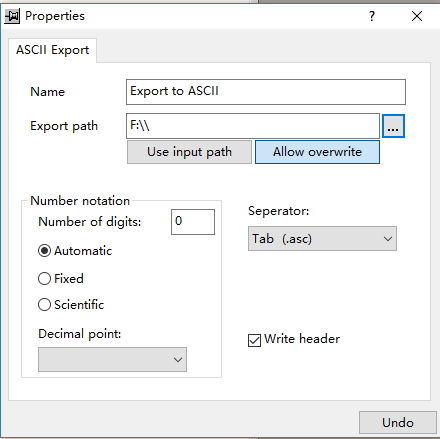 Properties
ASCII Export
Name
Export to ASCII
Export path
F:\\
...
Use input path
Allow overwrite
Number notation
Number of digits:
0
Automatic
Fixed
Scientific
Decimal point:
Seperator:
Tab (.asc)
Write header
Undo